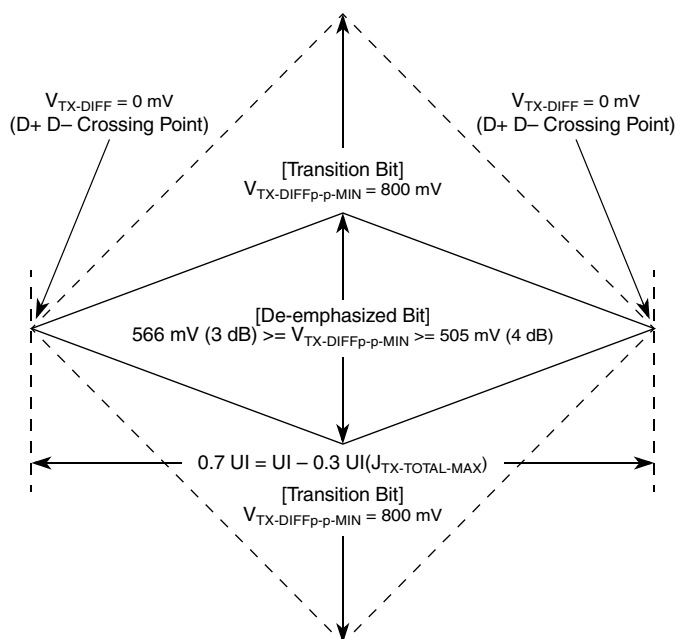 V_TX-DIFF = 0 mV
(D+ D– Crossing Point)
V_TX-DIFF = 0 mV
(D+ D– Crossing Point)
[Transition Bit]
V_TX-DIFFp-p-MIN = 800 mV
[De-emphasized Bit]
566 mV (3 dB) >= V_TX-DIFFp-p-MIN >= 505 mV (4 dB)
0.7 UI = UI – 0.3 UI(J_TX-TOTAL-MAX)
[Transition Bit]
V_TX-DIFFp-p-MIN = 800 mV